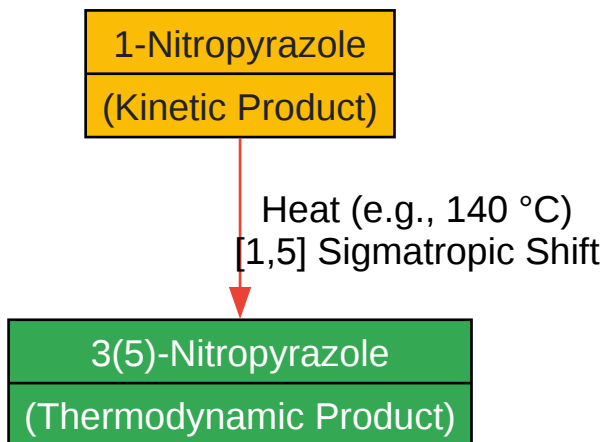 1-Nitropyrazole
(Kinetic Product)
Heat (e.g., 140 °C)
[1,5] Sigmatropic Shift
3(5)-Nitropyrazole
(Thermodynamic Product)